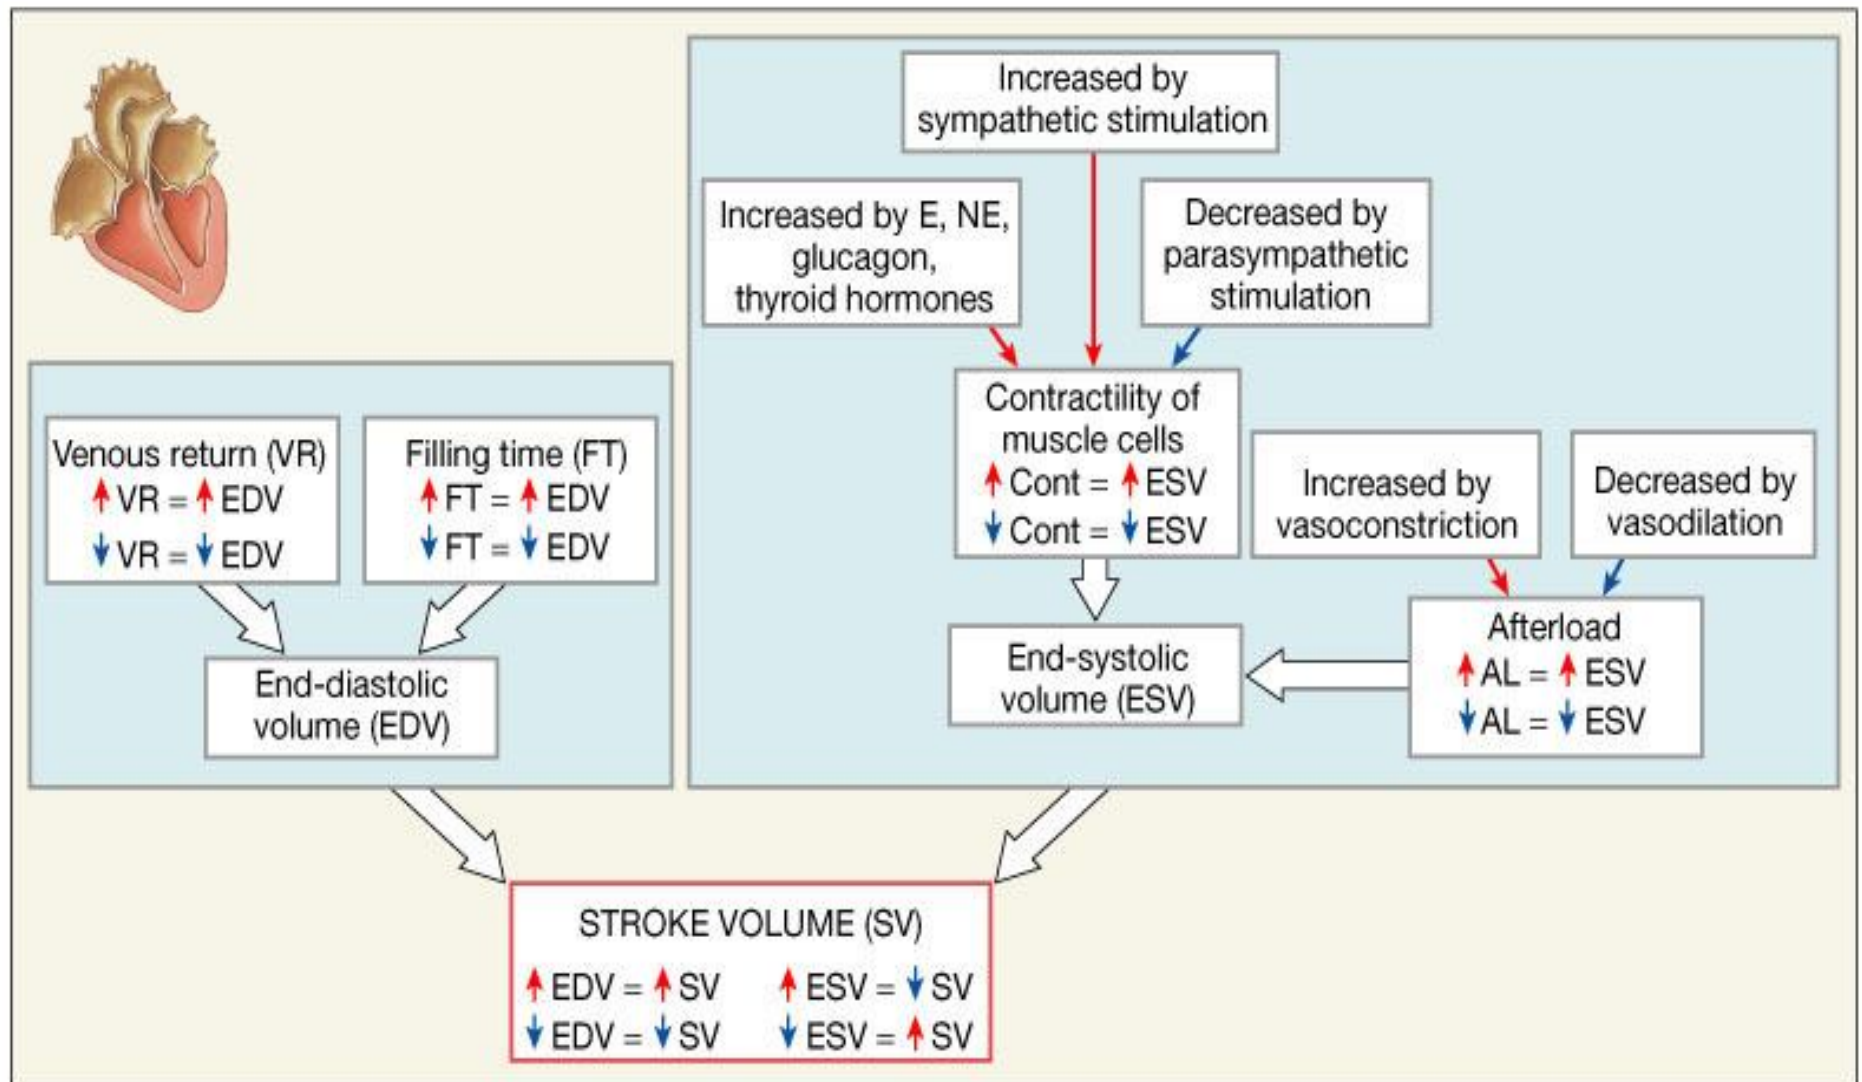 Increased by
sympathetic stimulation
Increased by E, NE,
glucagon,
thyroid hormones
Decreased by
parasympathetic
stimulation
Contractility of
muscle cells
↑ Cont = ↑ ESV
↓ Cont = ↓ ESV
Increased by
vasoconstriction
Decreased by
vasodilation
Afterload
↑ AL = ↑ ESV
↓ AL = ↓ ESV
End-systolic
volume (ESV)
Venous return (VR)
↑ VR = ↑ EDV
↓ VR = ↓ EDV
Filling time (FT)
↑ FT = ↑ EDV
↓ FT = ↓ EDV
End-diastolic
volume (EDV)
STROKE VOLUME (SV)
↑ EDV = ↑ SV ↑ ESV = ↓ SV
↓ EDV = ↓ SV ↓ ESV = ↑ SV